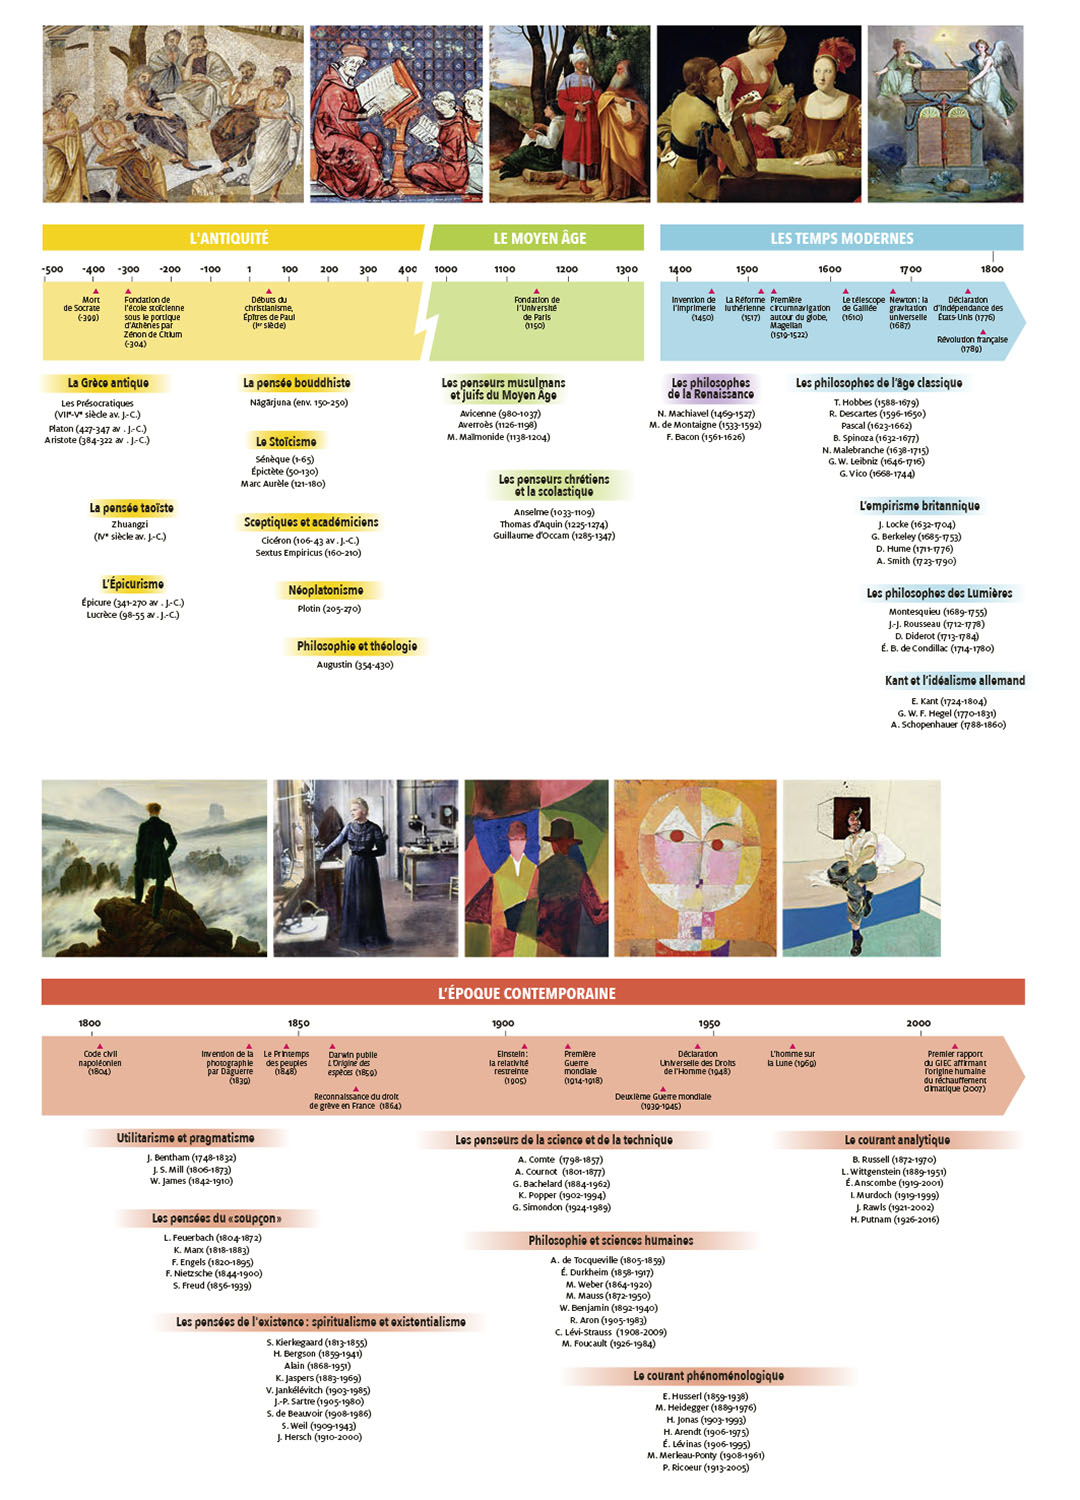 L'ANTIQUITÉ
LE MOYEN ÂGE
LES TEMPS MODERNES
-500 -400 -300 -200 -100 1 100 200 300 400
1000 1100 1200 1300
1400 1500 1600 1700 1800
Mort
de Socrate
(-399)
Fondation de
l'école stoïcienne
sous le portique
d'Athènes par
Zénon de Citium
(-304)
Débuts du
christianisme,
Épîtres de Paul
(Ier siècle)
Fondation de
l'Université
de Paris
(1150)
Invention de
l'imprimerie
(1450)
La Réforme
luthérienne
(1517)
Première
circumnavigation
autour du globe,
Magellan
(1519-1522)
Le télescope
de Galilée
(1610)
Newton : la
gravitation
universelle
(1687)
Déclaration
d'indépendance des
États-Unis (1776)
Révolution française
(1789)
La Grèce antique
Les Présocratiques
(VIIe-Ve siècle av. J.-C.)
Platon (427-347 av . J.-C.)
Aristote (384-322 av . J.-C.)
La pensée taoïste
Zhuangzi
(IVe siècle av. J.-C.)
L'Épicurisme
Épicure (341-270 av . J.-C.)
Lucrèce (98-55 av . J.-C.)
La pensée bouddhiste
Nāgārjuna (env. 150-250)
Le Stoïcisme
Sénèque (1-65)
Épictète (50-130)
Marc Aurèle (121-180)
Sceptiques et académiciens
Cicéron (106-43 av . J.-C.)
Sextus Empiricus (160-210)
Néoplatonisme
Plotin (205-270)
Philosophie et théologie
Augustin (354-430)
Les penseurs musulmans
et juifs du Moyen Âge
Avicenne (980-1037)
Averroès (1126-1198)
M. Maïmonide (1138-1204)
Les penseurs chrétiens
et la scolastique
Anselme (1033-1109)
Thomas d'Aquin (1225-1274)
Guillaume d'Occam (1285-1347)
Les philosophes
de la Renaissance
N. Machiavel (1469-1527)
M. de Montaigne (1533-1592)
F. Bacon (1561-1626)
Les philosophes de l'âge classique
T. Hobbes (1588-1679)
R. Descartes (1596-1650)
Pascal (1623-1662)
B. Spinoza (1632-1677)
N. Malebranche (1638-1715)
G. W. Leibniz (1646-1716)
G. Vico (1668-1744)
L'empirisme britannique
J. Locke (1632-1704)
G. Berkeley (1685-1753)
D. Hume (1711-1776)
A. Smith (1723-1790)
Les philosophes des Lumières
Montesquieu (1689-1755)
J.-J. Rousseau (1712-1778)
D. Diderot (1713-1784)
É. B. de Condillac (1714-1780)
Kant et l'idéalisme allemand
E. Kant (1724-1804)
G. W. F. Hegel (1770-1831)
A. Schopenhauer (1788-1860)
L'ÉPOQUE CONTEMPORAINE
1800 1850 1900 1950 2000
Code civil
napoléonien
(1804)
Invention de la
photographie
par Daguerre
(1839)
Le Printemps
des peuples
(1848)
Darwin publie
L'Origine des
espèces (1859)
Reconnaissance du droit
de grève en France (1864)
Einstein :
la relativité
restreinte
(1905)
Première
Guerre
mondiale
(1914-1918)
Déclaration
Universelle des Droits
de l'Homme (1948)
Deuxième Guerre mondiale
(1939-1945)
L'homme sur
la Lune (1969)
Premier rapport
du GIEC affirmant
l'origine humaine
du réchauffement
climatique (2007)
Utilitarisme et pragmatisme
J. Bentham (1748-1832)
J. S. Mill (1806-1873)
W. James (1842-1910)
Les pensées du «soupçon»
L. Feuerbach (1804-1872)
K. Marx (1818-1883)
F. Engels (1820-1895)
F. Nietzsche (1844-1900)
S. Freud (1856-1939)
Les pensées de l'existence : spiritualisme et existentialisme
S. Kierkegaard (1813-1855)
H. Bergson (1859-1941)
Alain (1868-1951)
K. Jaspers (1883-1969)
V. Jankélévitch (1903-1985)
J.-P. Sartre (1905-1980)
S. de Beauvoir (1908-1986)
S. Weil (1909-1943)
J. Hersch (1910-2000)
Les penseurs de la science et de la technique
A. Comte (1798-1857)
A. Cournot (1801-1877)
G. Bachelard (1884-1962)
K. Popper (1902-1994)
G. Simondon (1924-1989)
Philosophie et sciences humaines
A. de Tocqueville (1805-1859)
É. Durkheim (1858-1917)
M. Weber (1864-1920)
M. Mauss (1872-1950)
W. Benjamin (1892-1940)
R. Aron (1905-1983)
C. Lévi-Strauss (1908-2009)
M. Foucault (1926-1984)
Le courant phénoménologique
E. Husserl (1859-1938)
M. Heidegger (1889-1976)
H. Jonas (1903-1993)
H. Arendt (1906-1975)
É. Lévinas (1906-1995)
M. Merleau-Ponty (1908-1961)
P. Ricoeur (1913-2005)
Le courant analytique
B. Russell (1872-1970)
L. Wittgenstein (1889-1951)
É. Anscombe (1919-2001)
I. Murdoch (1919-1999)
J. Rawls (1921-2002)
H. Putnam (1926-2016)